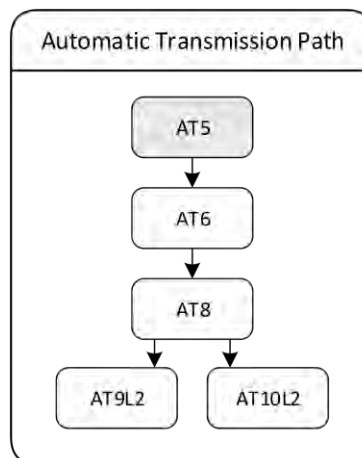 Automatic Transmission Path
AT5
AT6
AT8
AT9L2
AT10L2